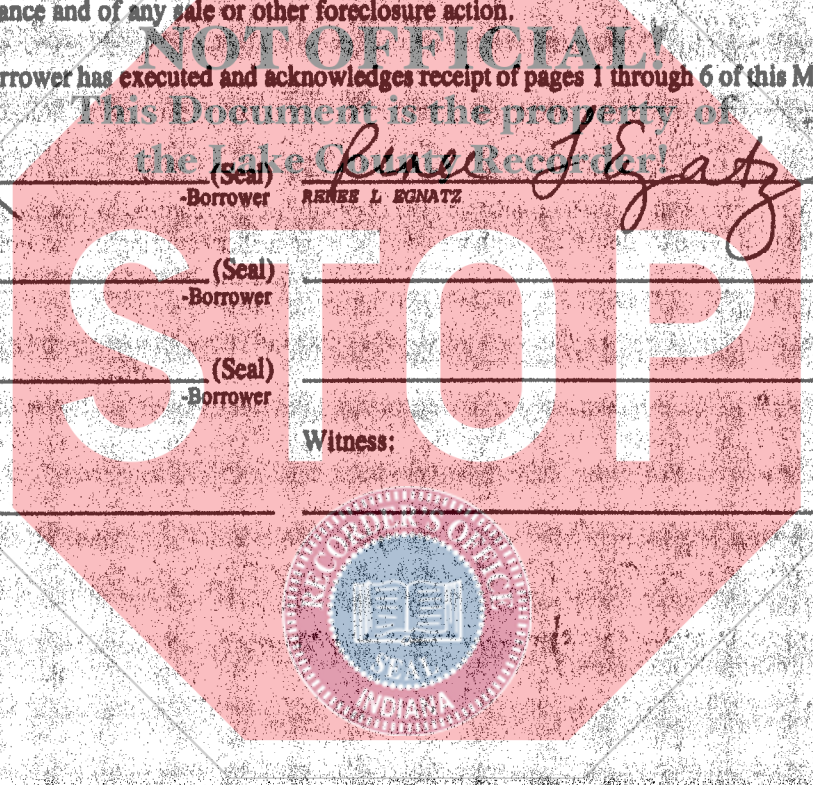 ance and of any sale or other foreclosure action.
NOT OFFICIAL!
rrower has executed and acknowledges receipt of pages 1 through 6 of this M
This Document is the property of
the Lake County Recorder!
Renee L Egnatz
(Seal)
-Borrower RENEE L EGNATZ
(Seal)
-Borrower
(Seal)
-Borrower
STOP
Witness:
RECORDER'S OFFICE
SEAL
INDIANA